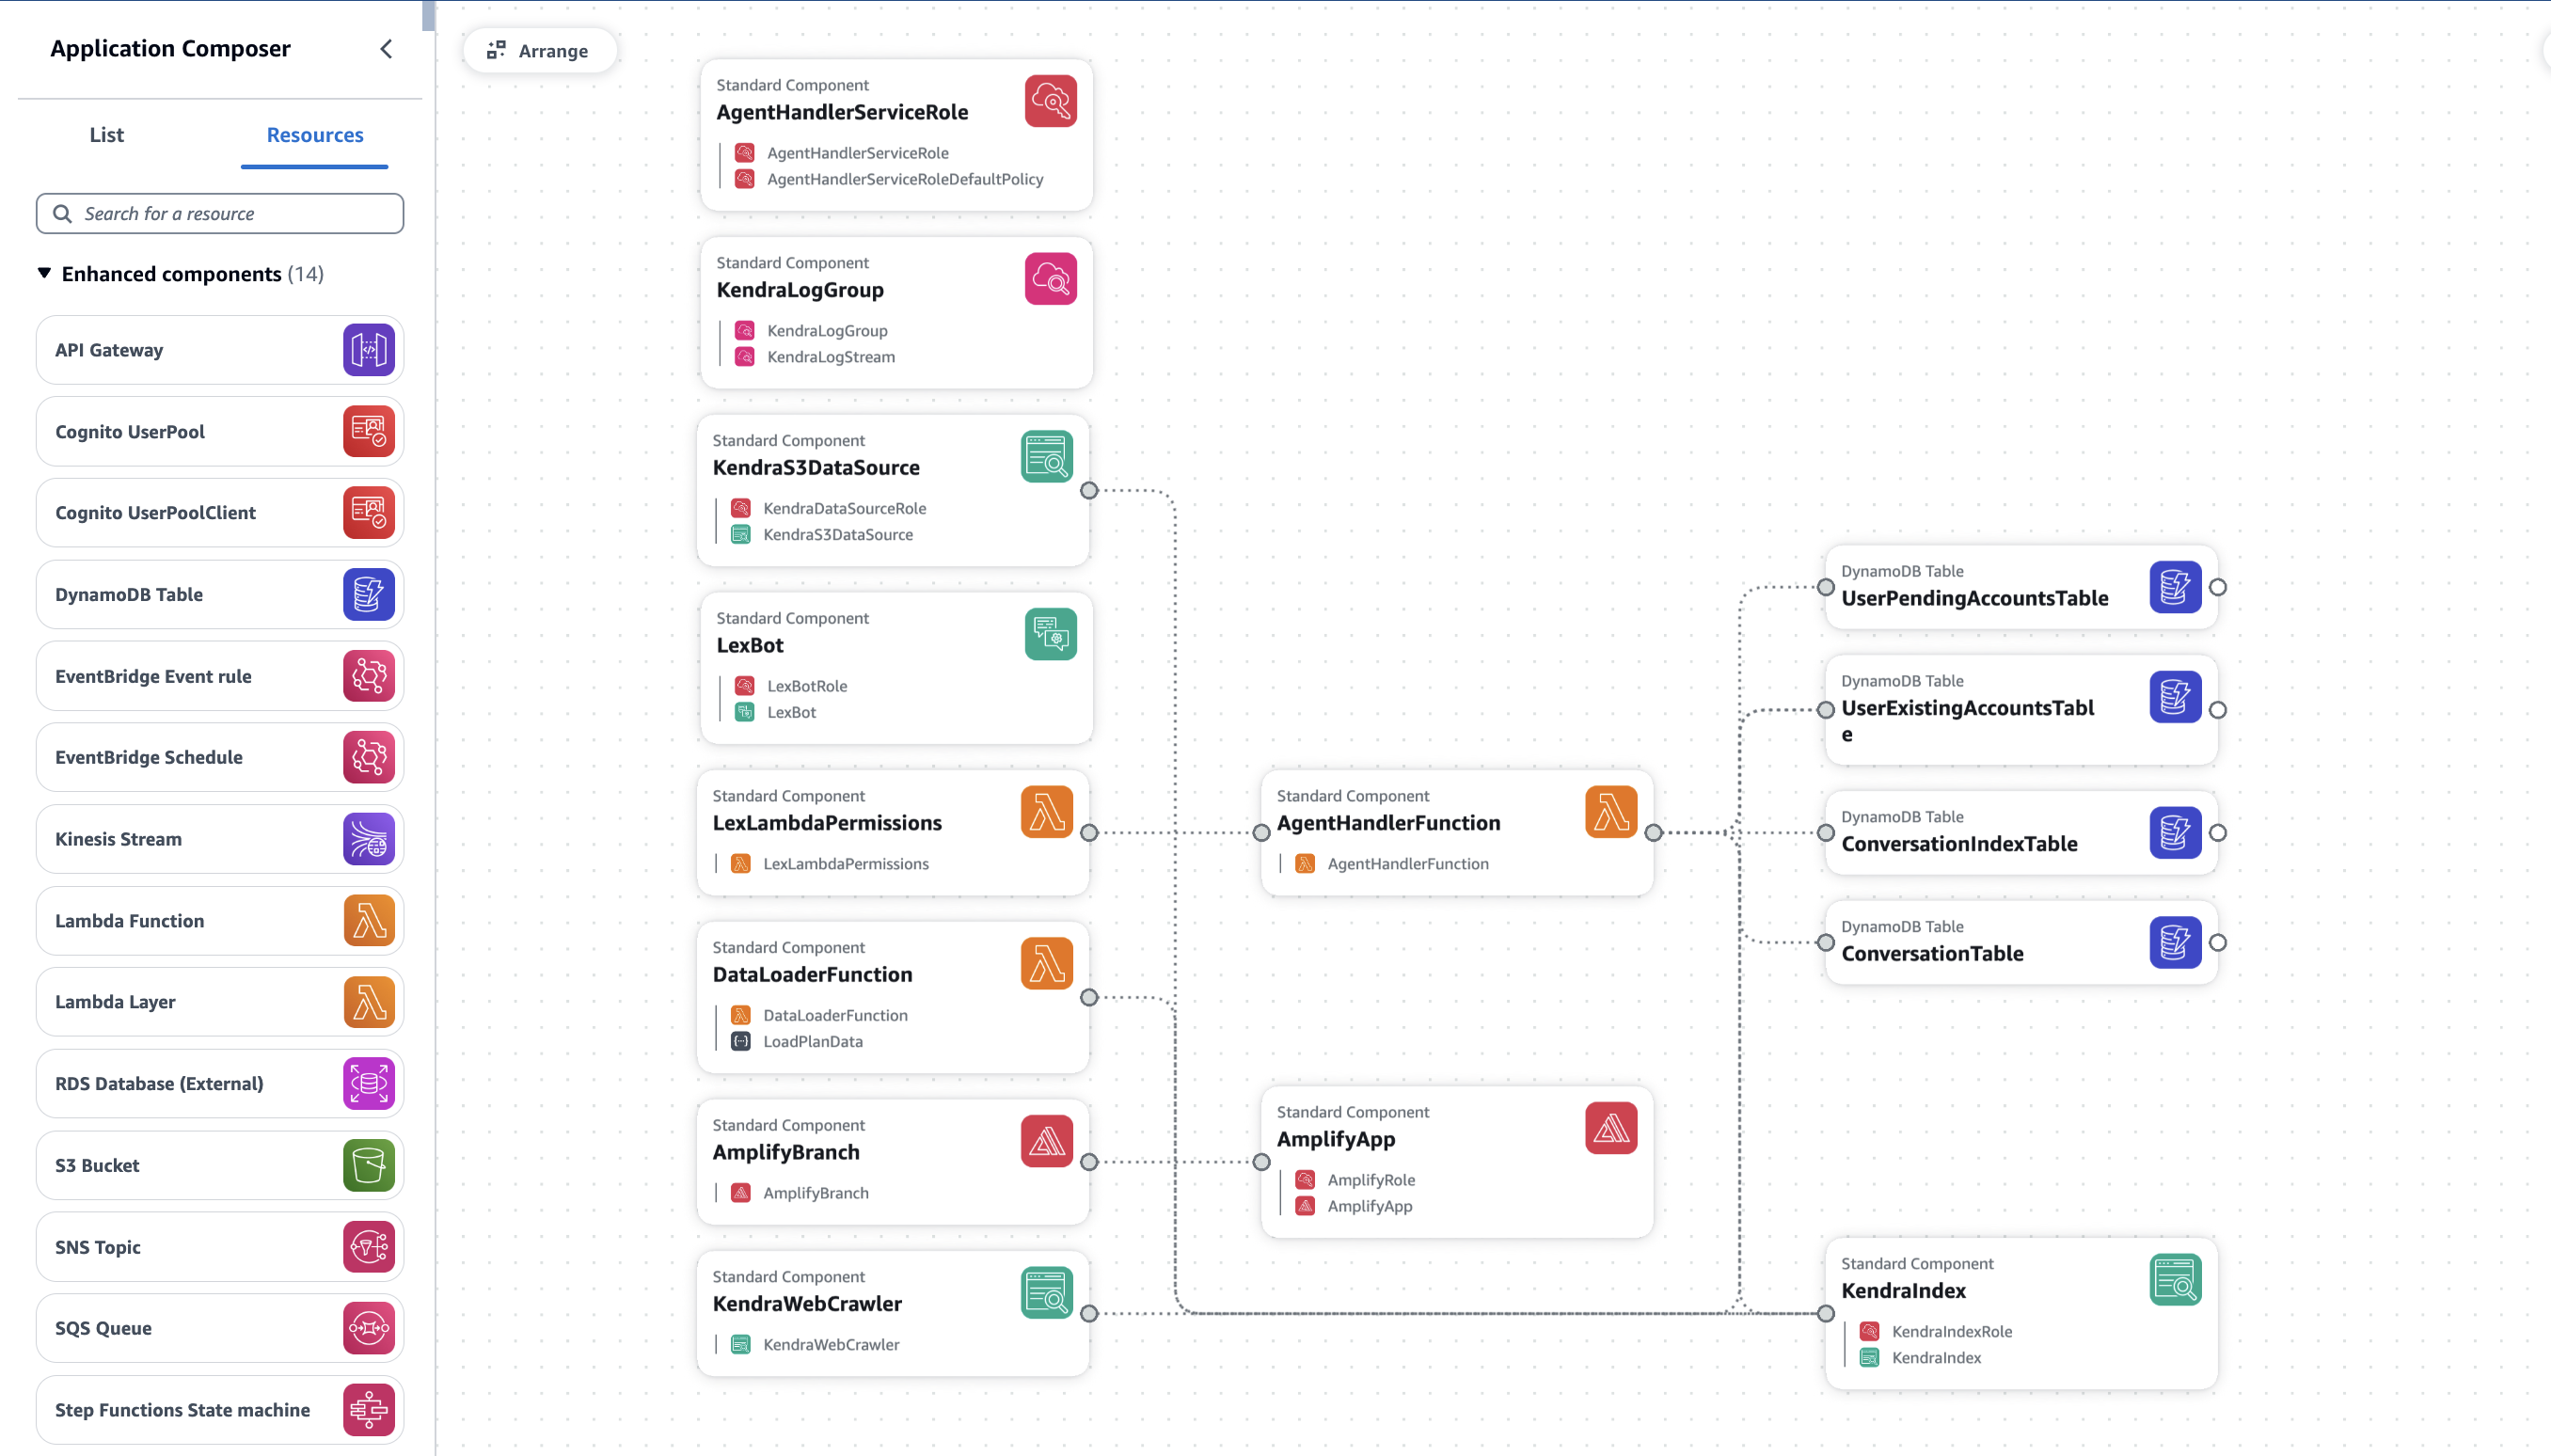 Application Composer
List
Resources
Search for a resource
Enhanced components (14)
API Gateway
Cognito UserPool
Cognito UserPoolClient
DynamoDB Table
EventBridge Event rule
EventBridge Schedule
Kinesis Stream
Lambda Function
Lambda Layer
RDS Database (External)
S3 Bucket
SNS Topic
SQS Queue
Step Functions State machine
Arrange
Standard Component
AgentHandlerServiceRole
AgentHandlerServiceRole
AgentHandlerServiceRoleDefaultPolicy
Standard Component
KendraLogGroup
KendraLogGroup
KendraLogStream
Standard Component
KendraS3DataSource
KendraDataSourceRole
KendraS3DataSource
Standard Component
LexBot
LexBotRole
LexBot
Standard Component
LexLambdaPermissions
LexLambdaPermissions
Standard Component
DataLoaderFunction
DataLoaderFunction
LoadPlanData
Standard Component
AmplifyBranch
AmplifyBranch
Standard Component
KendraWebCrawler
KendraWebCrawler
Standard Component
AgentHandlerFunction
AgentHandlerFunction
Standard Component
AmplifyApp
AmplifyRole
AmplifyApp
DynamoDB Table
UserPendingAccountsTable
DynamoDB Table
UserExistingAccountsTabl
e
DynamoDB Table
ConversationIndexTable
DynamoDB Table
ConversationTable
Standard Component
KendraIndex
KendraIndexRole
KendraIndex